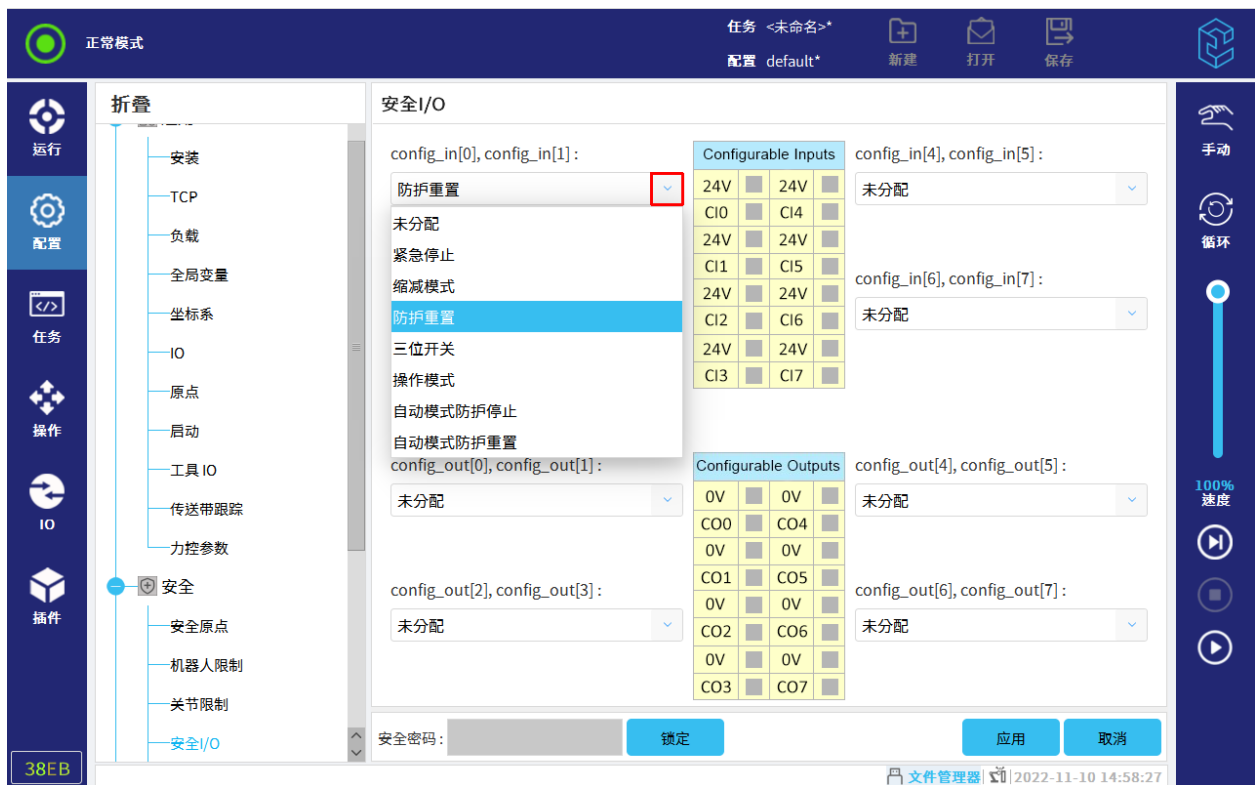 正常模式
任务 <未命名>*
配置 default*
新建
打开
保存
运行
配置
任务
操作
IO
插件
38EB
折叠
安装
TCP
负载
全局变量
坐标系
IO
原点
启动
工具 IO
传送带跟踪
力控参数
安全
安全原点
机器人限制
关节限制
安全I/O
安全I/O
config_in[0], config_in[1] :
防护重置
未分配
紧急停止
缩减模式
防护重置
三位开关
操作模式
自动模式防护停止
自动模式防护重置
Configurable Inputs
24V 24V
CI0 CI4
24V 24V
CI1 CI5
24V 24V
CI2 CI6
24V 24V
CI3 CI7
config_in[4], config_in[5] :
未分配
config_in[6], config_in[7] :
未分配
config_out[0], config_out[1] :
未分配
config_out[2], config_out[3] :
未分配
Configurable Outputs
0V 0V
CO0 CO4
0V 0V
CO1 CO5
0V 0V
CO2 CO6
0V 0V
CO3 CO7
config_out[4], config_out[5] :
未分配
config_out[6], config_out[7] :
未分配
安全密码 :
锁定
应用
取消
文件管理器
2022-11-10 14:58:27
手动
循环
100%
速度